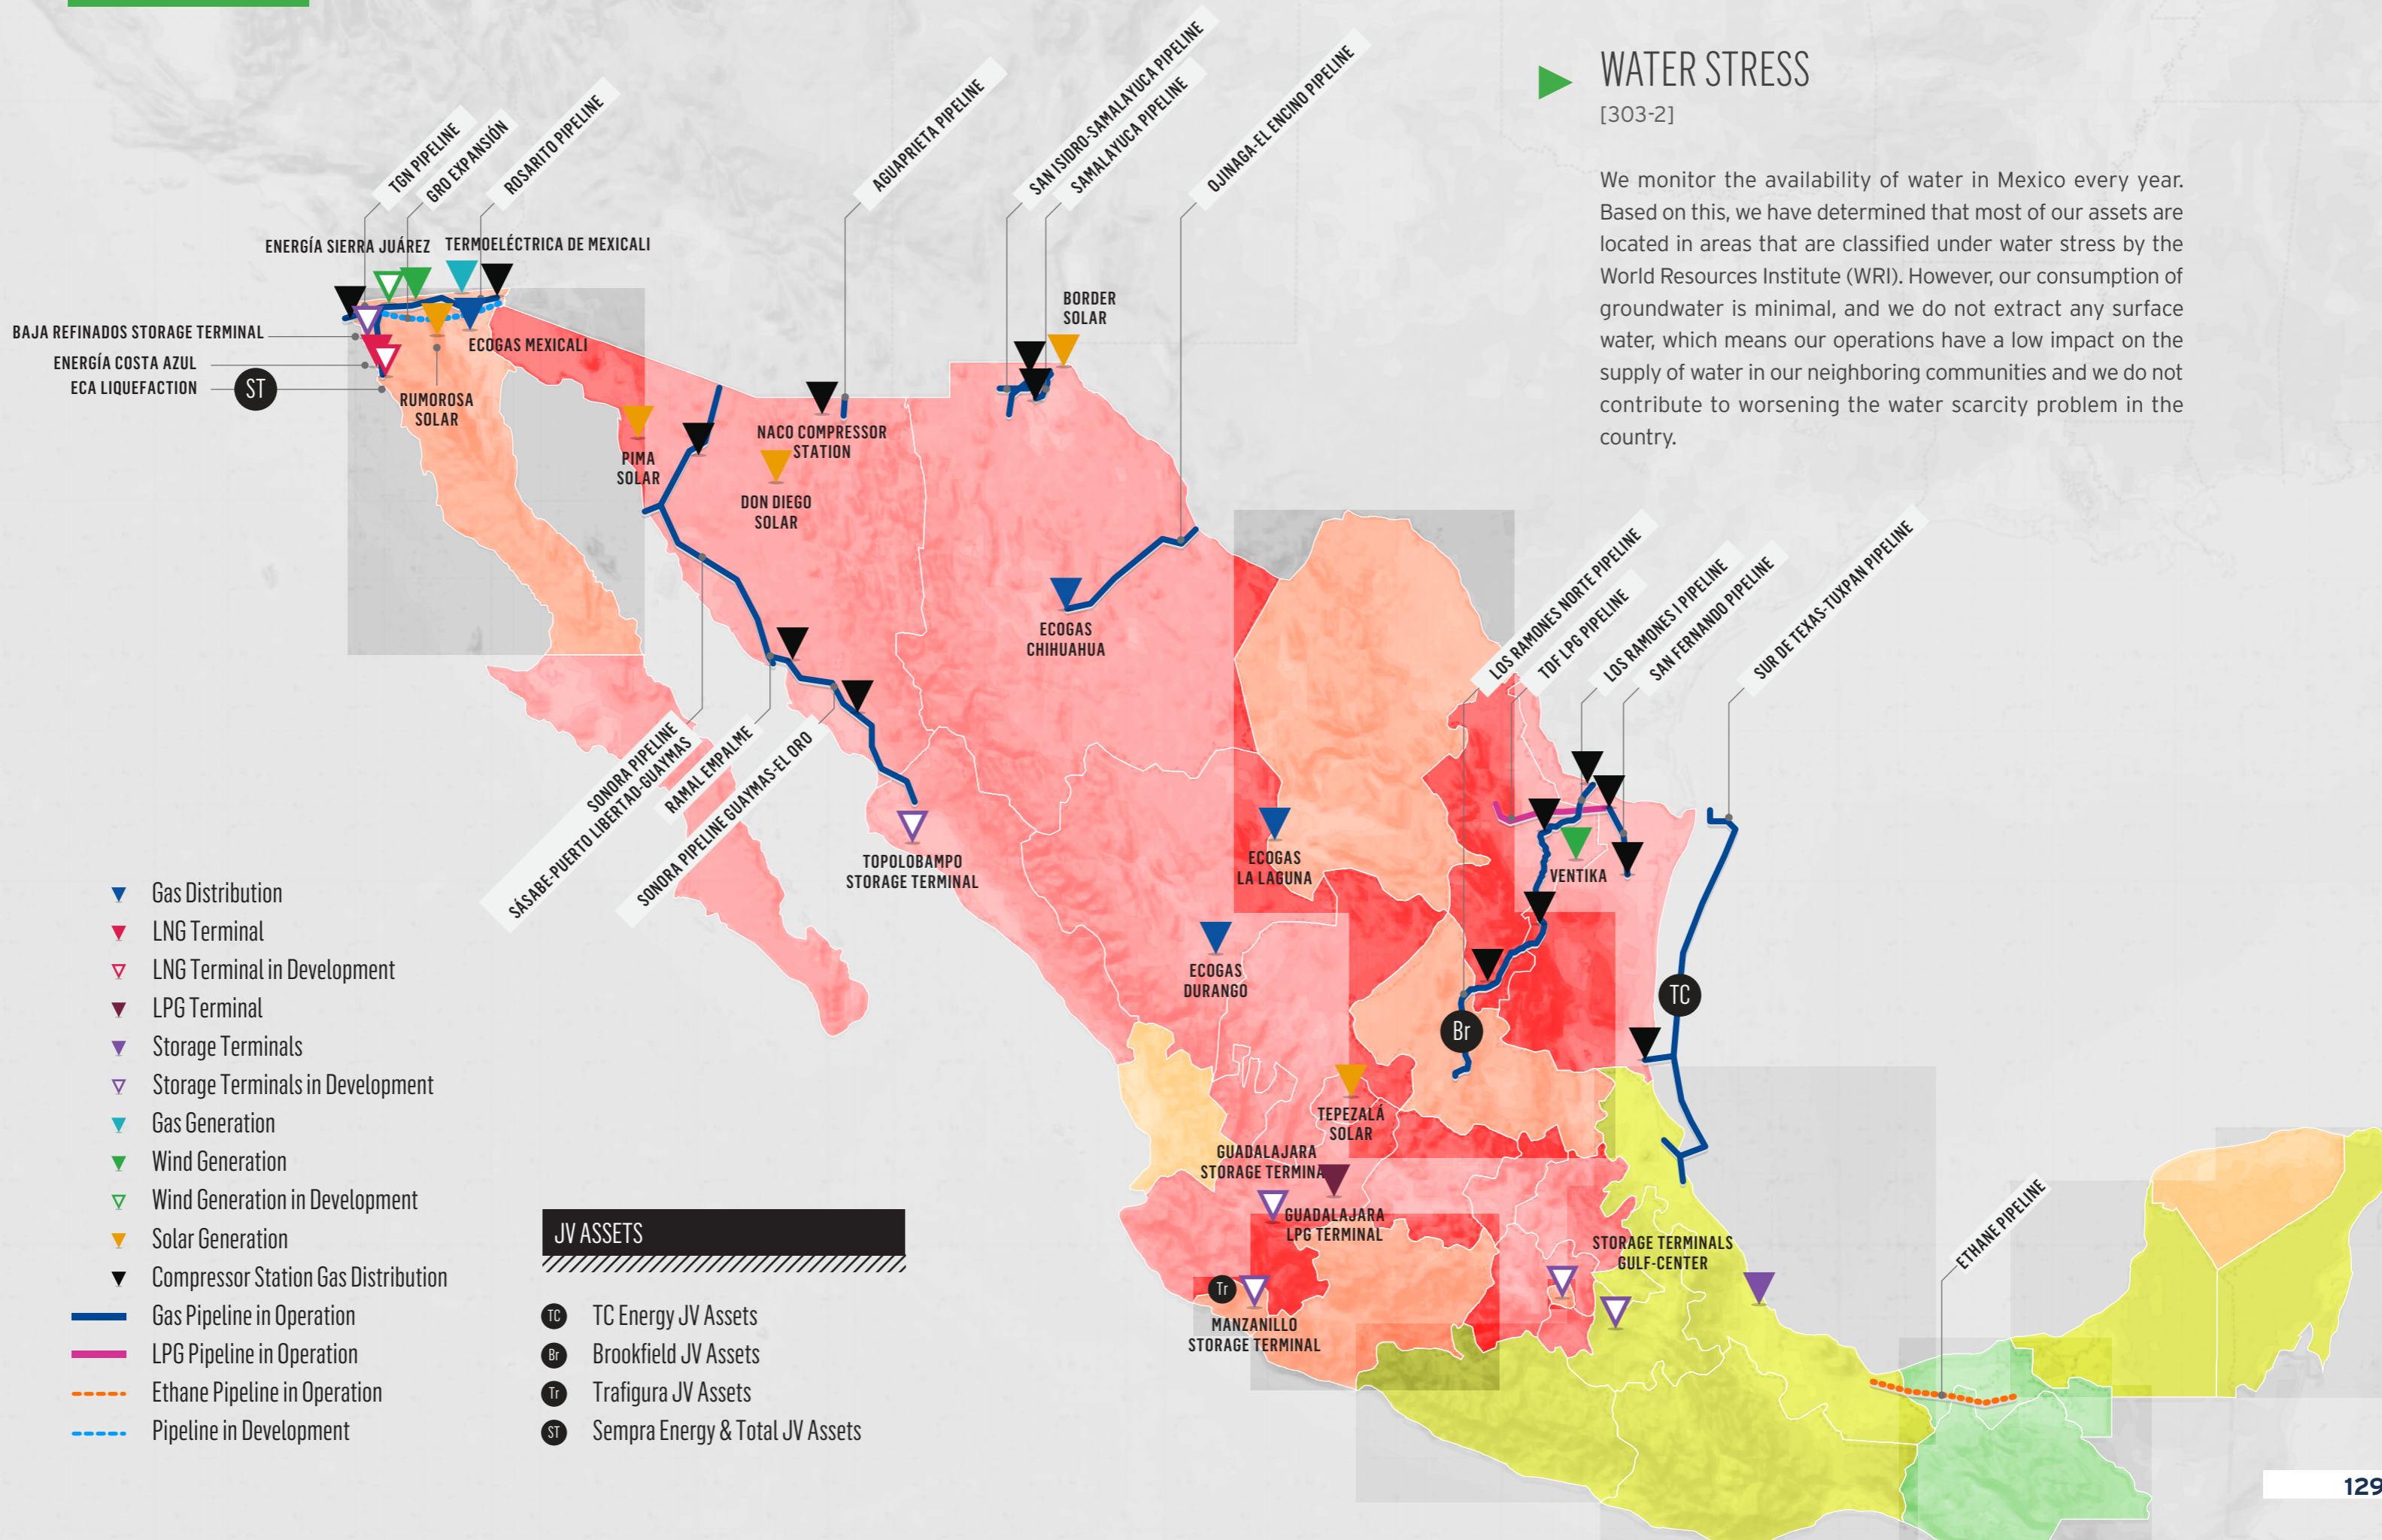 WATER STRESS
[303-2]
We monitor the availability of water in Mexico every year.
Based on this, we have determined that most of our assets are
located in areas that are classified under water stress by the
World Resources Institute (WRI). However, our consumption of
groundwater is minimal, and we do not extract any surface
water, which means our operations have a low impact on the
supply of water in our neighboring communities and we do not
contribute to worsening the water scarcity problem in the
country.
TGN PIPELINE
GRO EXPANSIÓN
ROSARITO PIPELINE
AGUAPRIETA PIPELINE
SAN ISIDRO-SAMALAYUCA PIPELINE
SAMALAYUCA PIPELINE
OJINAGA-EL ENCINO PIPELINE
ENERGÍA SIERRA JUÁREZ
TERMOELÉCTRICA DE MEXICALI
BAJA REFINADOS STORAGE TERMINAL
ENERGÍA COSTA AZUL
ECA LIQUEFACTION
ST
ECOGAS MEXICALI
RUMOROSA
SOLAR
PIMA
SOLAR
NACO COMPRESSOR
STATION
DON DIEGO
SOLAR
BORDER
SOLAR
ECOGAS
CHIHUAHUA
LOS RAMONES NORTE PIPELINE
TDF LPG PIPELINE
LOS RAMONES I PIPELINE
SAN FERNANDO PIPELINE
SUR DE TEXAS-TUXPAN PIPELINE
SONORA PIPELINE
SÁSABE-PUERTO LIBERTAD-GUAYMAS
RAMAL EMPALME
SONORA PIPELINE GUAYMAS-EL ORO
TOPOLOBAMPO
STORAGE TERMINAL
ECOGAS
LA LAGUNA
VENTIKA
ECOGAS
DURANGO
TC
Br
TEPEZALÁ
SOLAR
GUADALAJARA
STORAGE TERMINA
GUADALAJARA
LPG TERMINAL
Tr
MANZANILLO
STORAGE TERMINAL
STORAGE TERMINALS
GULF-CENTER
ETHANE PIPELINE
Gas Distribution
LNG Terminal
LNG Terminal in Development
LPG Terminal
Storage Terminals
Storage Terminals in Development
Gas Generation
Wind Generation
Wind Generation in Development
Solar Generation
Compressor Station Gas Distribution
Gas Pipeline in Operation
LPG Pipeline in Operation
Ethane Pipeline in Operation
Pipeline in Development
JV ASSETS
TC TC Energy JV Assets
Br Brookfield JV Assets
Tr Trafigura JV Assets
ST Sempra Energy & Total JV Assets
129